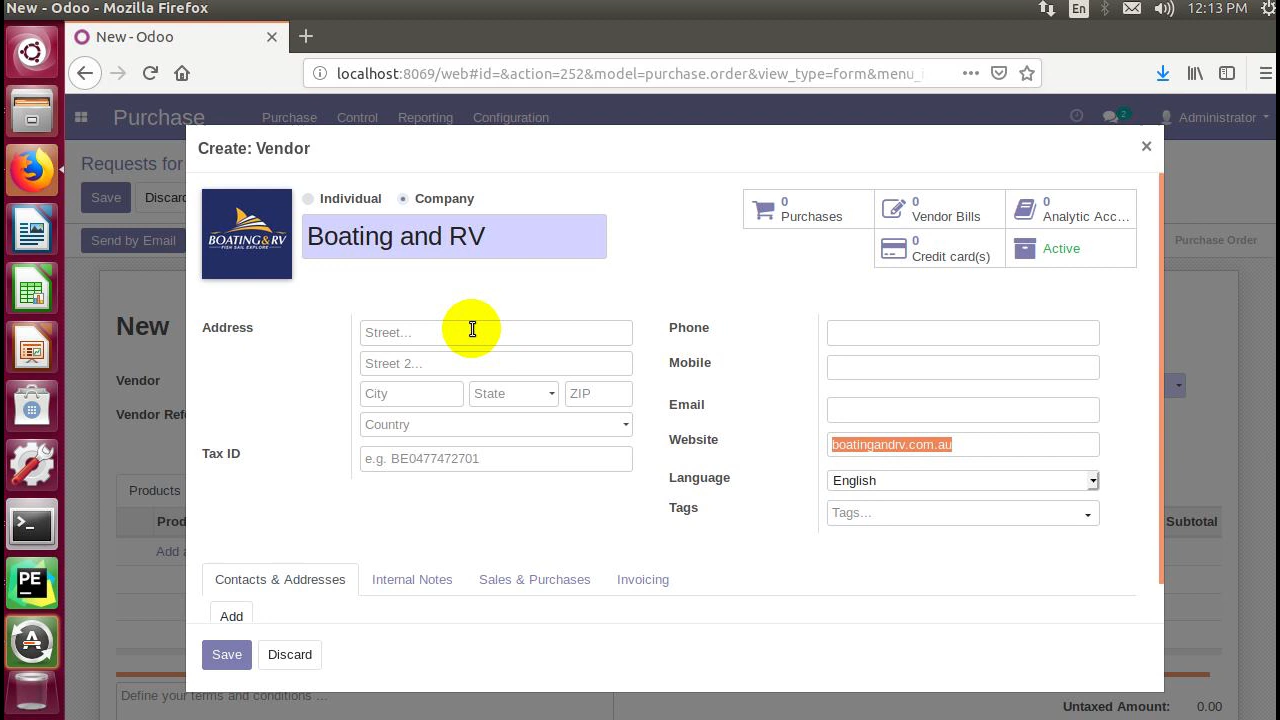 New - Odoo - Mozilla Firefox
En
12:13 PM
New - Odoo
localhost:8069/web#id=&action=252&model=purchase.order&view_type=form&menu_
Purchase
Purchase Control Reporting Configuration
2
Administrator
Requests for
Create: Vendor
×
Save
Discard
Send by Email
Purchase Order
BOATING&RV
FISH SAIL EXPLORE
Individual
Company
Boating and RV
0
Purchases
0
Vendor Bills
0
Analytic Acc...
0
Credit card(s)
Active
New
Vendor
Vendor Ref
Address
Street...
Street 2...
City
State
ZIP
Country
Tax ID
e.g. BE0477472701
Phone
Mobile
Email
Website
boatingandrv.com.au
Language
English
Tags
Tags...
Products
Prod
Subtotal
Add a
Contacts & Addresses
Internal Notes
Sales & Purchases
Invoicing
Add
Save
Discard
Define your terms and conditions ...
Untaxed Amount: 0.00
PE
A